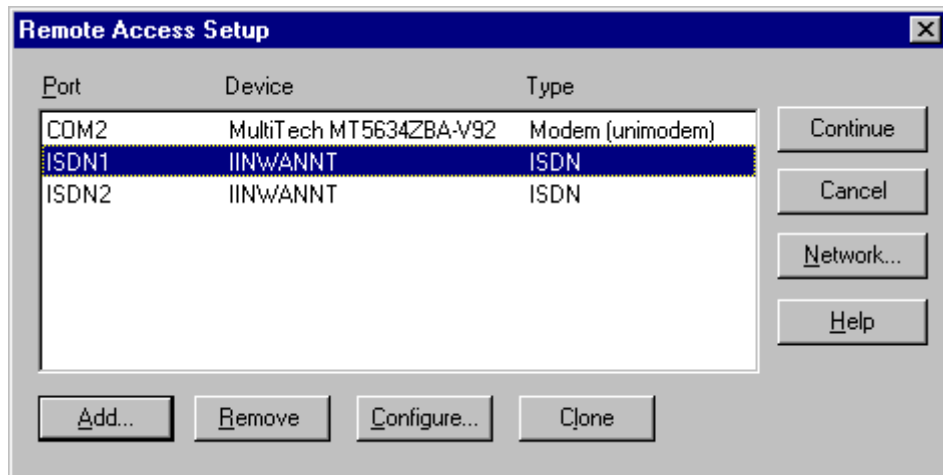 Remote Access Setup
Port Device Type
COM2 MultiTech MT5634ZBA-V92 Modem (unimodem)
ISDN1 IINWANNT ISDN
ISDN2 IINWANNT ISDN
Continue
Cancel
Network...
Help
Add... Remove Configure... Clone